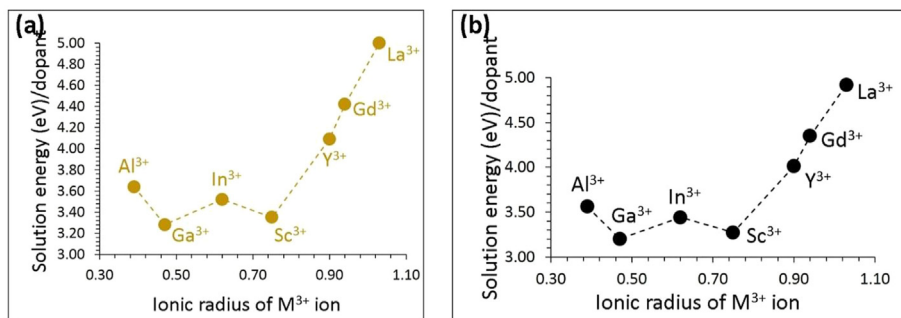 (a)
Solution energy (eV)/dopant
5.00
4.80
4.60
4.40
4.20
4.00
3.80
3.60
3.40
3.20
3.00
Al³⁺
Ga³⁺
In³⁺
Sc³⁺
Y³⁺
Gd³⁺
La³⁺
0.30 0.50 0.70 0.90 1.10
Ionic radius of M³⁺ ion
(b)
Solution energy (eV)/dopant
5.00
4.50
4.00
3.50
3.00
Al³⁺
Ga³⁺
In³⁺
Sc³⁺
Y³⁺
Gd³⁺
La³⁺
0.30 0.50 0.70 0.90 1.10
Ionic radius of M³⁺ ion